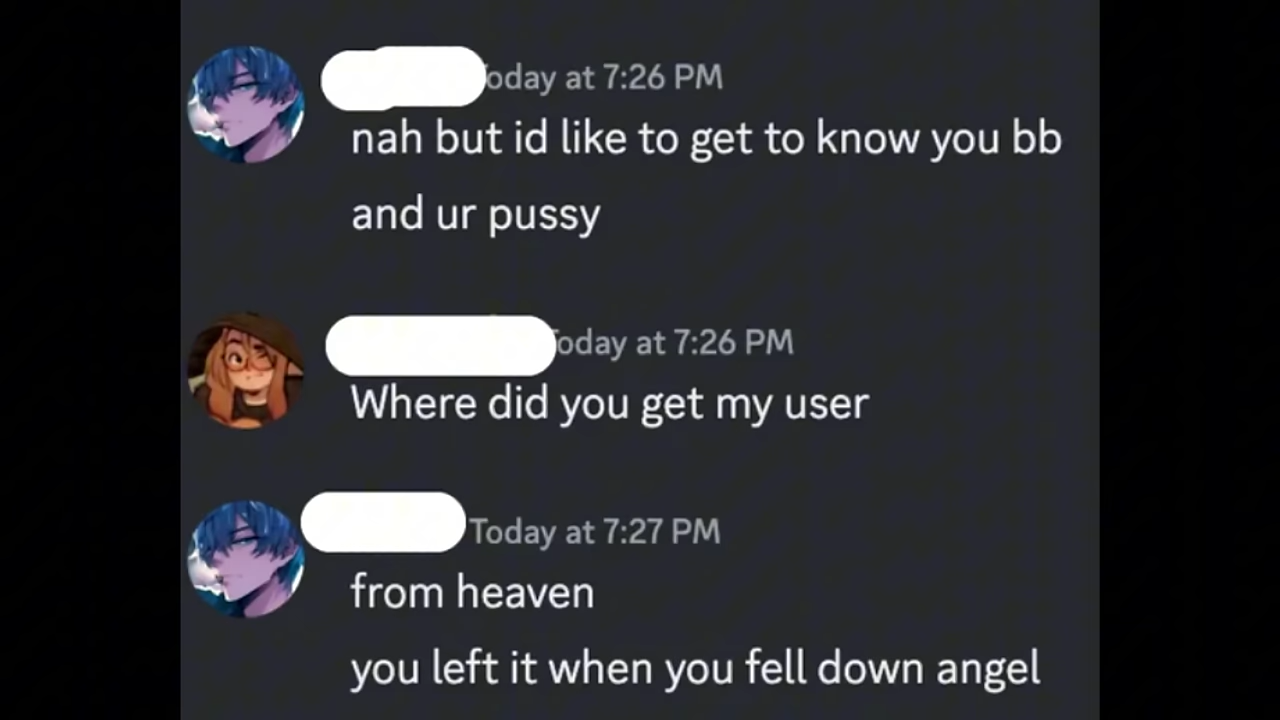 oday at 7:26 PM
nah but id like to get to know you bb
and ur pussy
oday at 7:26 PM
Where did you get my user
Today at 7:27 PM
from heaven
you left it when you fell down angel